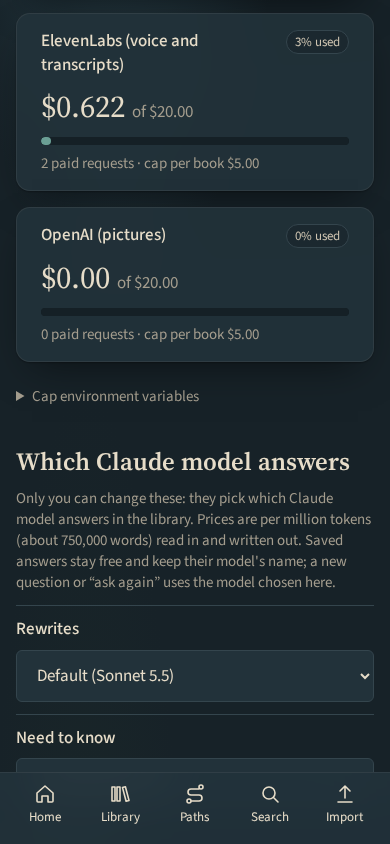 ElevenLabs (voice and
transcripts)
3% used
$0.622 of $20.00
2 paid requests · cap per book $5.00
OpenAI (pictures)
0% used
$0.00 of $20.00
0 paid requests · cap per book $5.00
Cap environment variables
Which Claude model answers
Only you can change these: they pick which Claude
model answers in the library. Prices are per million tokens
(about 750,000 words) read in and written out. Saved
answers stay free and keep their model's name; a new
question or “ask again” uses the model chosen here.
Rewrites
Default (Sonnet 5.5)
Need to know
Home
Library
Paths
Search
Import